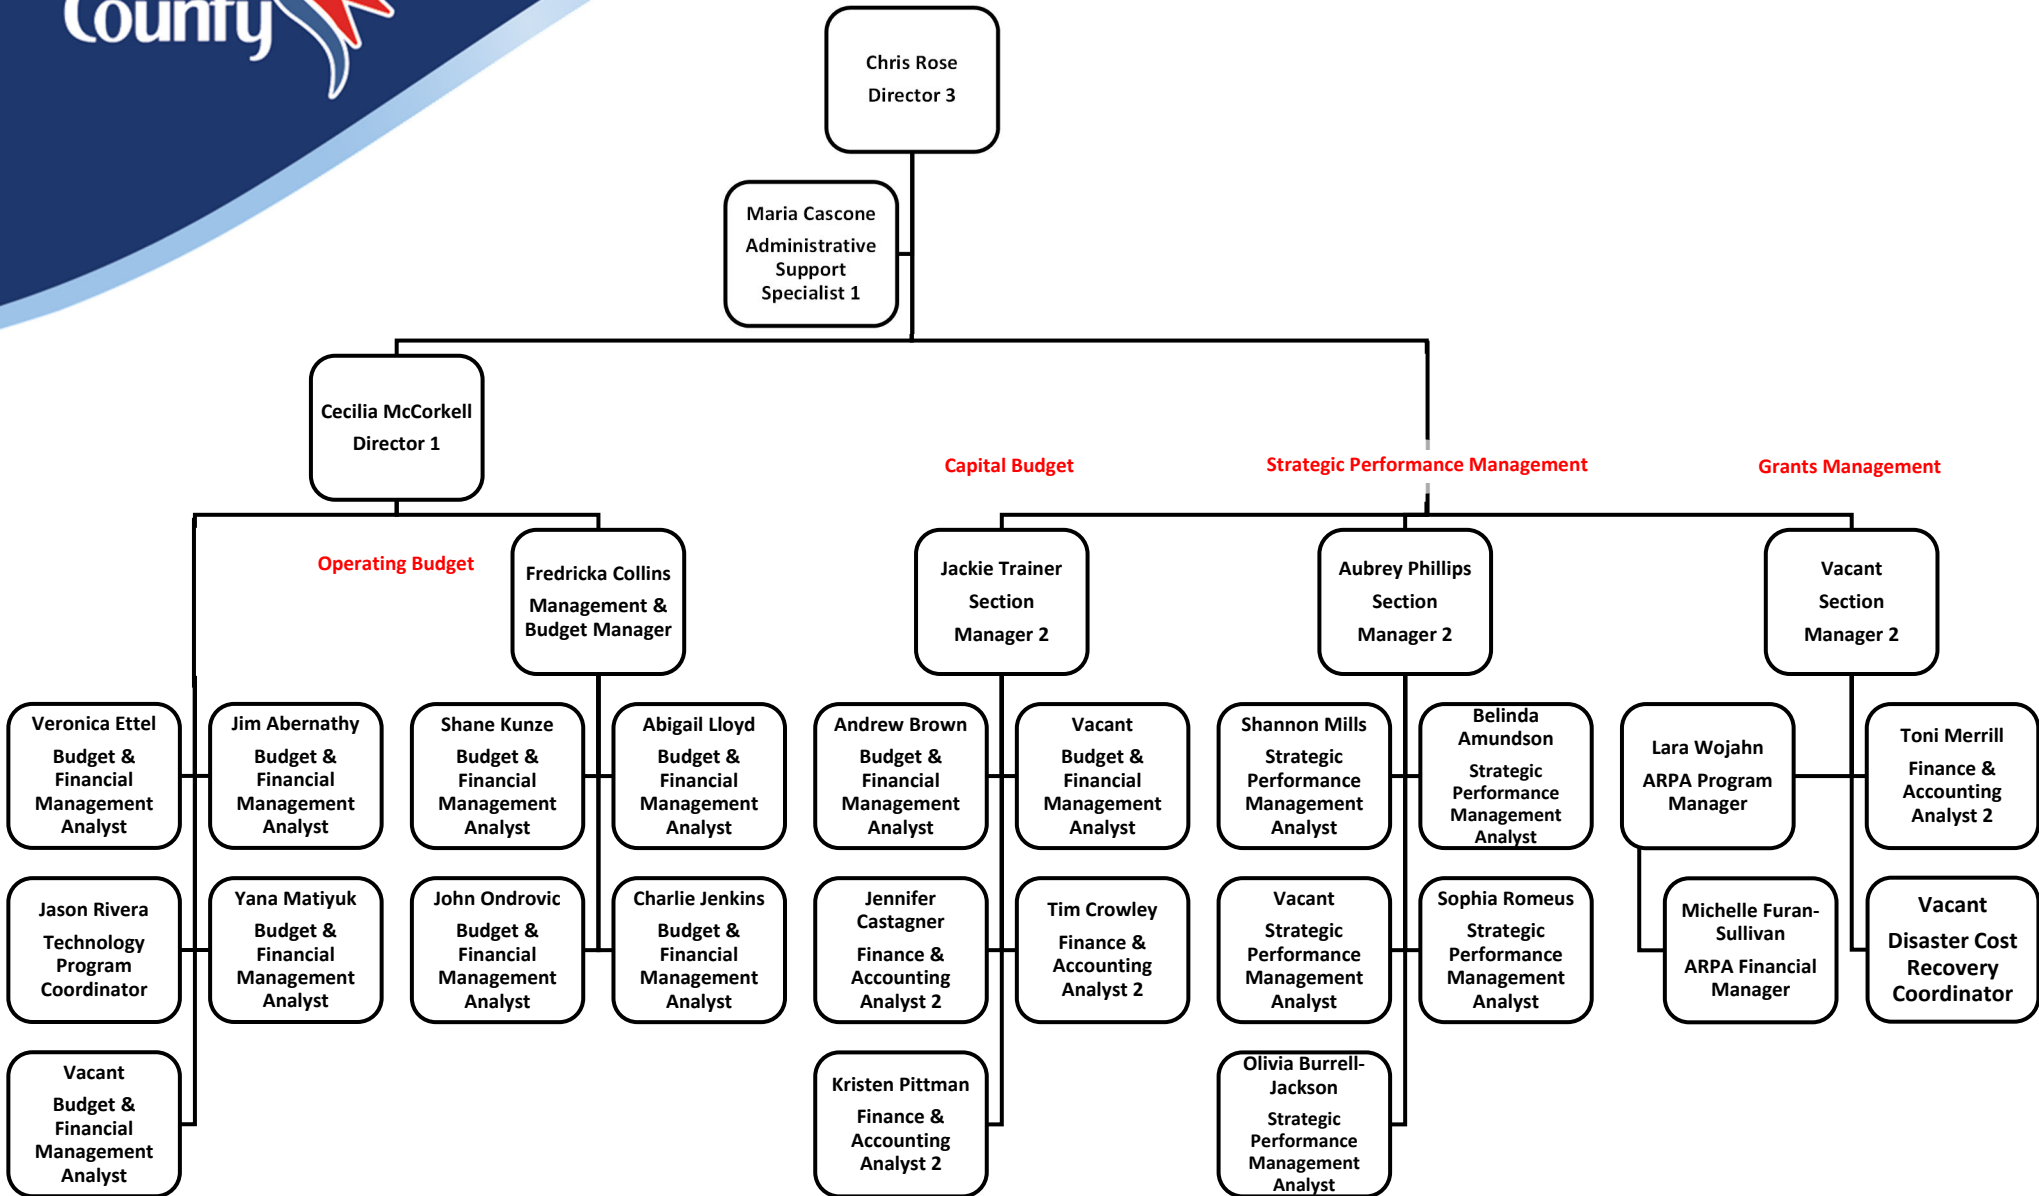 County
Chris Rose
Director 3
Maria Cascone
Administrative
Support
Specialist 1
Cecilia McCorkell
Director 1
Capital Budget
Strategic Performance Management
Grants Management
Operating Budget
Fredricka Collins
Management &
Budget Manager
Jackie Trainer
Section
Manager 2
Aubrey Phillips
Section
Manager 2
Vacant
Section
Manager 2
Veronica Ettel
Budget &
Financial
Management
Analyst
Jim Abernathy
Budget &
Financial
Management
Analyst
Shane Kunze
Budget &
Financial
Management
Analyst
Abigail Lloyd
Budget &
Financial
Management
Analyst
Andrew Brown
Budget &
Financial
Management
Analyst
Vacant
Budget &
Financial
Management
Analyst
Shannon Mills
Strategic
Performance
Management
Analyst
Belinda
Amundson
Strategic
Performance
Management
Analyst
Lara Wojahn
ARPA Program
Manager
Toni Merrill
Finance &
Accounting
Analyst 2
Jason Rivera
Technology
Program
Coordinator
Yana Matiyuk
Budget &
Financial
Management
Analyst
John Ondrovic
Budget &
Financial
Management
Analyst
Charlie Jenkins
Budget &
Financial
Management
Analyst
Jennifer
Castagner
Finance &
Accounting
Analyst 2
Tim Crowley
Finance &
Accounting
Analyst 2
Vacant
Strategic
Performance
Management
Analyst
Sophia Romeus
Strategic
Performance
Management
Analyst
Michelle Furan-
Sullivan
ARPA Financial
Manager
Vacant
Disaster Cost
Recovery
Coordinator
Vacant
Budget &
Financial
Management
Analyst
Kristen Pittman
Finance &
Accounting
Analyst 2
Olivia Burrell-
Jackson
Strategic
Performance
Management
Analyst